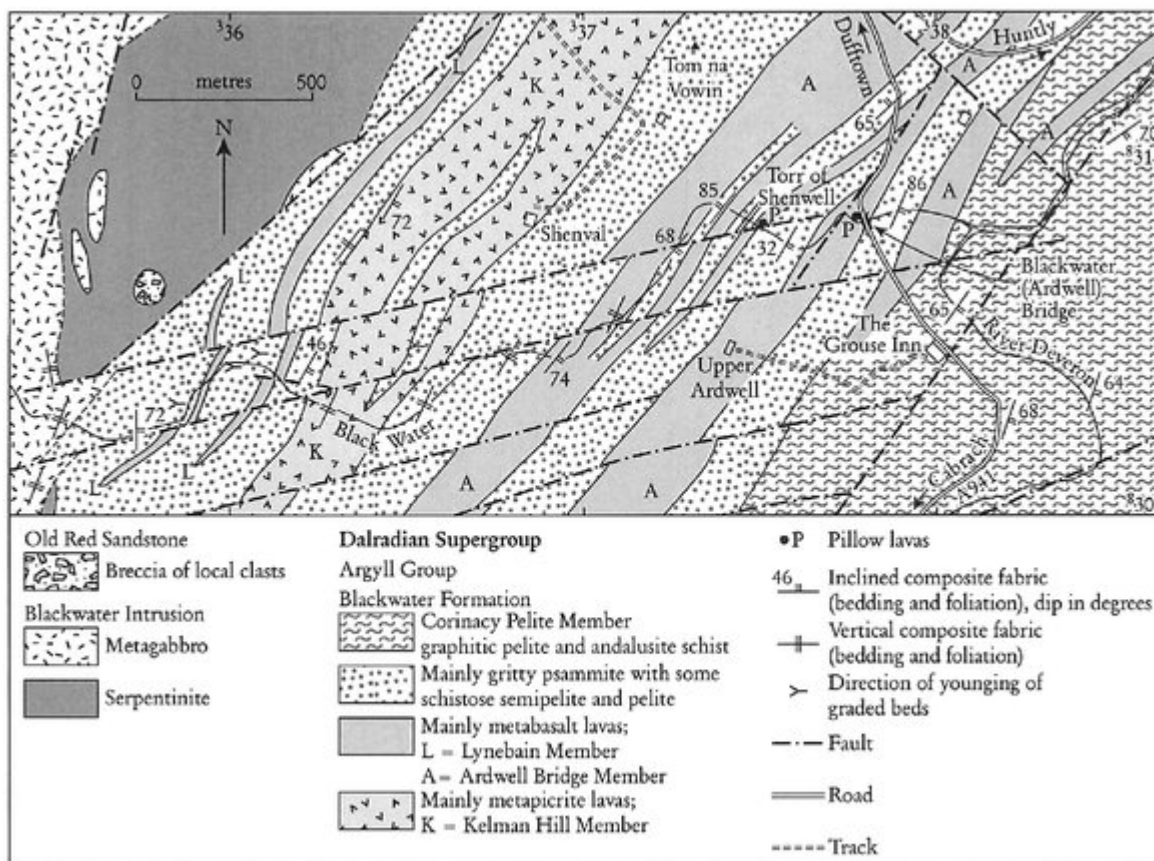 ³36
³37
38
Huntly
Dufftown
L
0 metres 500
K
Tom na
Vowin
A
A
A
65
70
⁸31
N
Torr of
Shenwell
85
86
A
72
P
Shenval
68
P
32
L
Blackwater
(Ardwell)
Bridge
65
The
Grouse Inn
River Deveron
46
Upper
Ardwell
74
64
72
68
Black Water
K
L
L
A
A
Cabrach
A941
⁸30
Old Red Sandstone
Breccia of local clasts
Blackwater Intrusion
Metagabbro
Serpentinite
Dalradian Supergroup
Argyll Group
Blackwater Formation
Corinacy Pelite Member
graphitic pelite and andalusite schist
Mainly gritty psammite with some
schistose semipelite and pelite
Mainly metabasalt lavas;
L = Lynebain Member
A= Ardwell Bridge Member
Mainly metapicrite lavas;
K = Kelman Hill Member
P Pillow lavas
46 Inclined composite fabric
(bedding and foliation), dip in degrees
Vertical composite fabric
(bedding and foliation)
Direction of younging of
graded beds
Fault
Road
Track